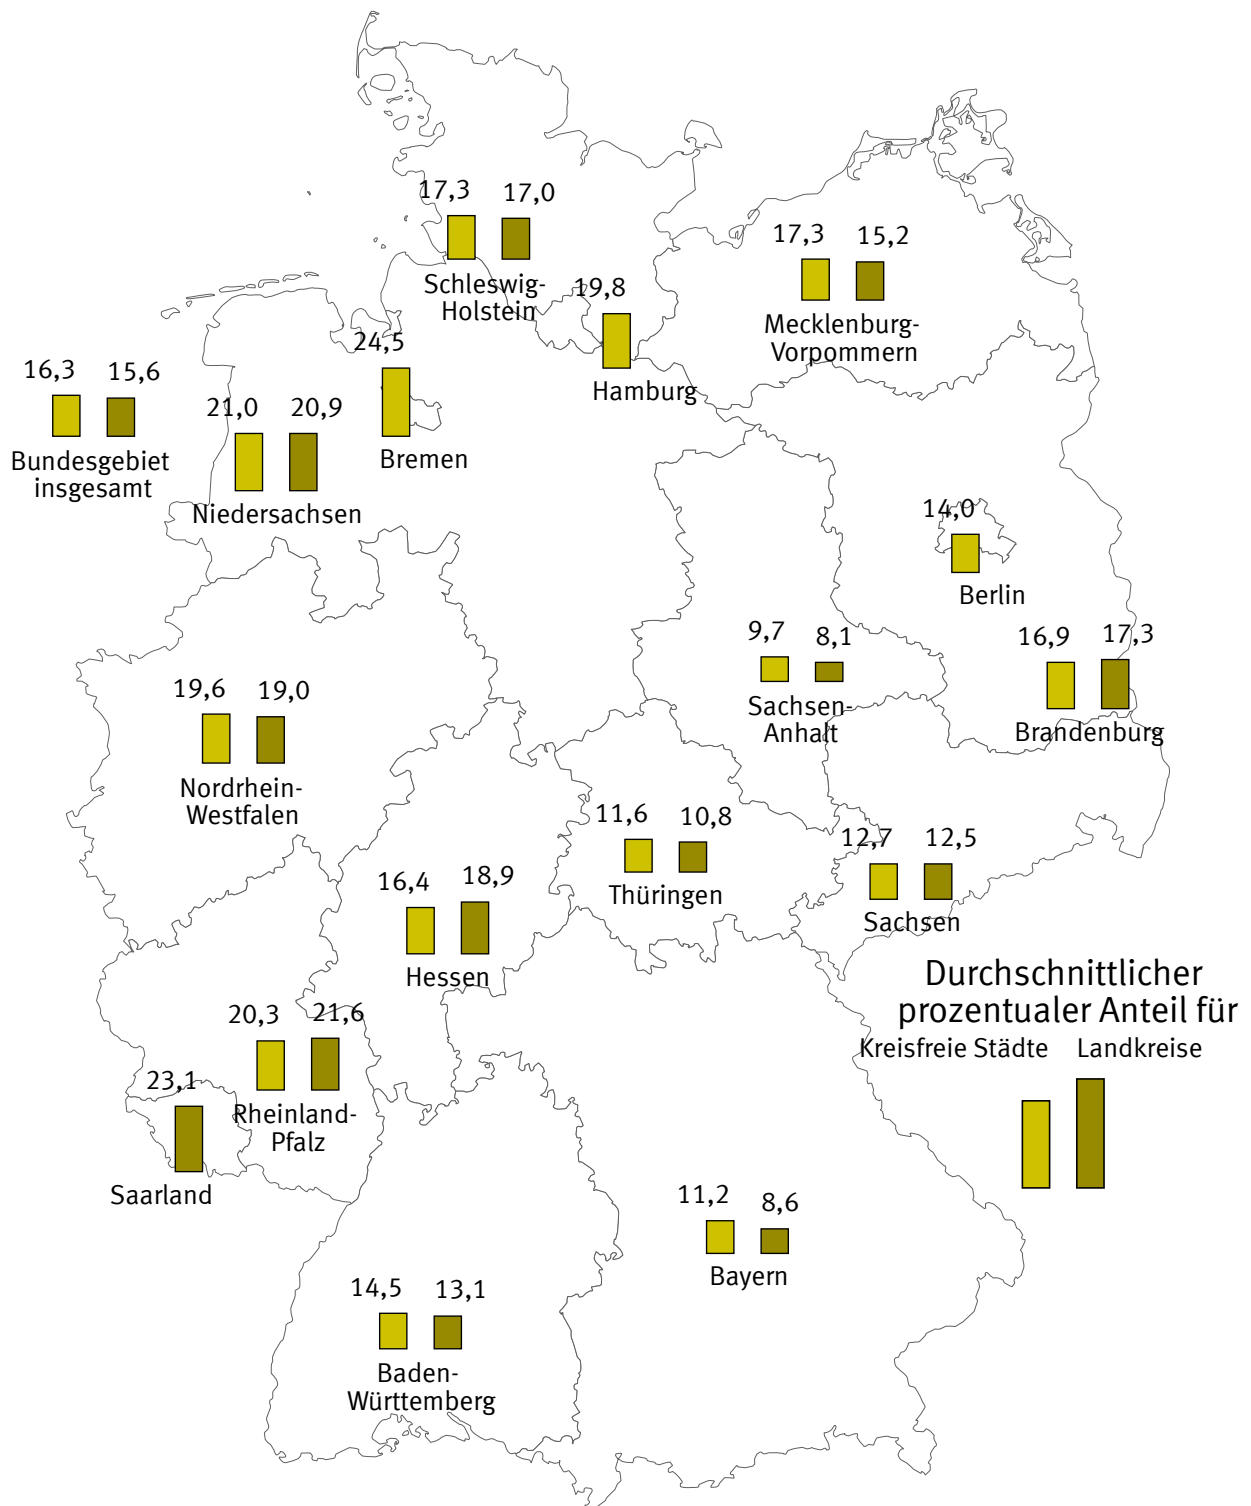 17,3 17,0
Schleswig-
Holstein
17,3 15,2
Mecklenburg-
Vorpommern
19,8
Hamburg
24,5
Bremen
16,3 15,6
Bundesgebiet
insgesamt
21,0 20,9
Niedersachsen
14,0
Berlin
9,7 8,1
Sachsen-
Anhalt
16,9 17,3
Brandenburg
19,6 19,0
Nordrhein-
Westfalen
11,6 10,8
Thüringen
12,7 12,5
Sachsen
16,4 18,9
Hessen
Durchschnittlicher
prozentualer Anteil für
Kreisfreie Städte Landkreise
20,3 21,6
Rheinland-
Pfalz
23,1
Saarland
11,2 8,6
Bayern
14,5 13,1
Baden-
Württemberg